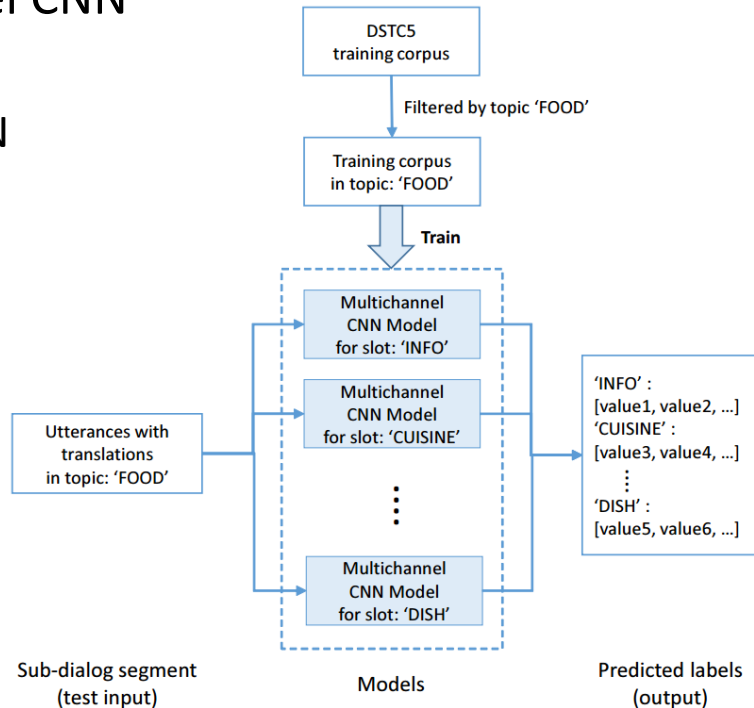 el CNN
N
DSTC5
training corpus
Filtered by topic ‘FOOD’
Training corpus
in topic: ‘FOOD’
Train
Multichannel
CNN Model
for slot: ‘INFO’
Multichannel
CNN Model
for slot: ‘CUISINE’
Multichannel
CNN Model
for slot: ‘DISH’
Utterances with
translations
in topic: ‘FOOD’
‘INFO’ :
[value1, value2, …]
‘CUISINE’ :
[value3, value4, …]
‘DISH’ :
[value5, value6, …]
Sub-dialog segment
(test input)
Models
Predicted labels
(output)